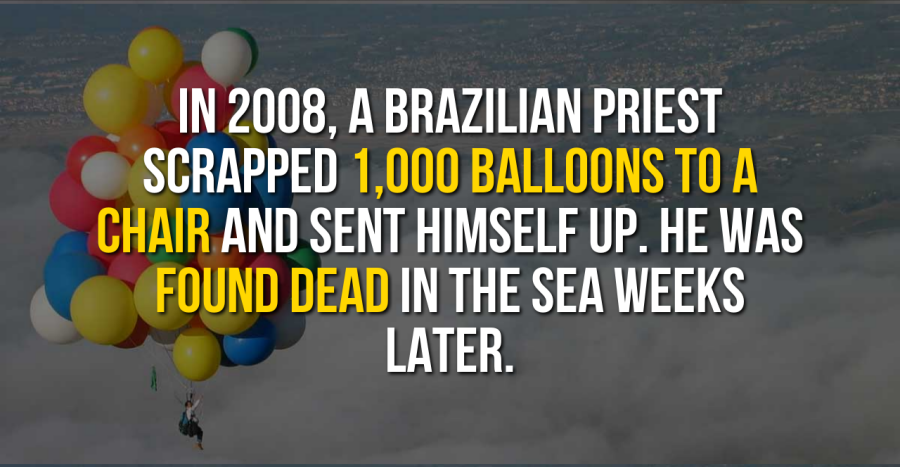 IN 2008, A BRAZILIAN PRIEST
SCRAPPED 1,000 BALLOONS TO A
CHAIR AND SENT HIMSELF UP. HE WAS
FOUND DEAD IN THE SEA WEEKS
LATER.